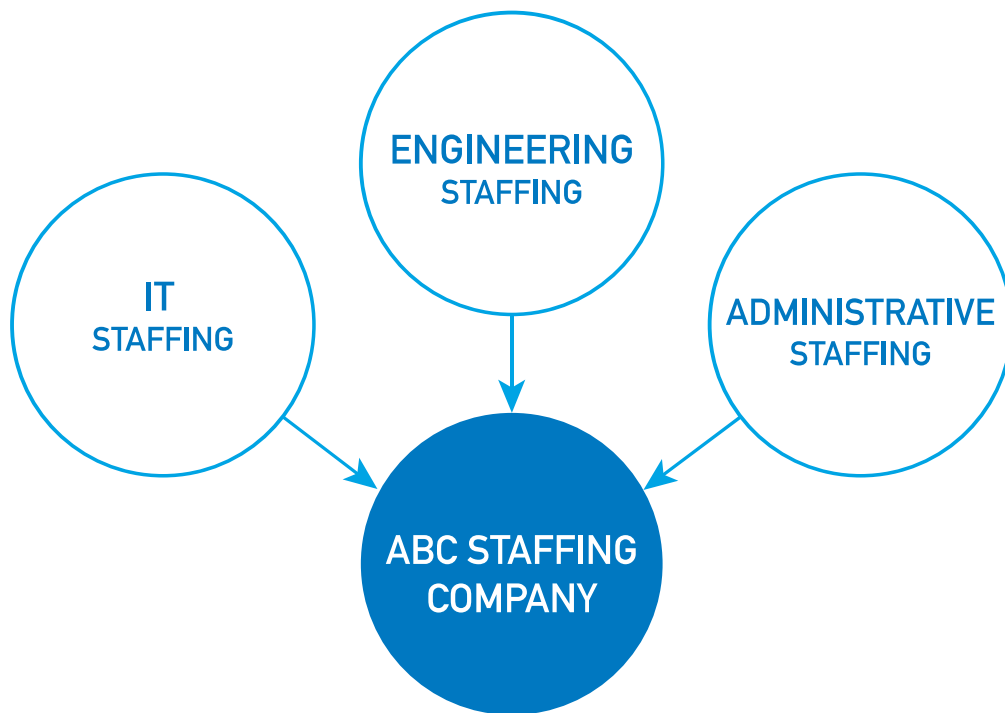 ENGINEERING
STAFFING
IT
STAFFING
ADMINISTRATIVE
STAFFING
ABC STAFFING
COMPANY